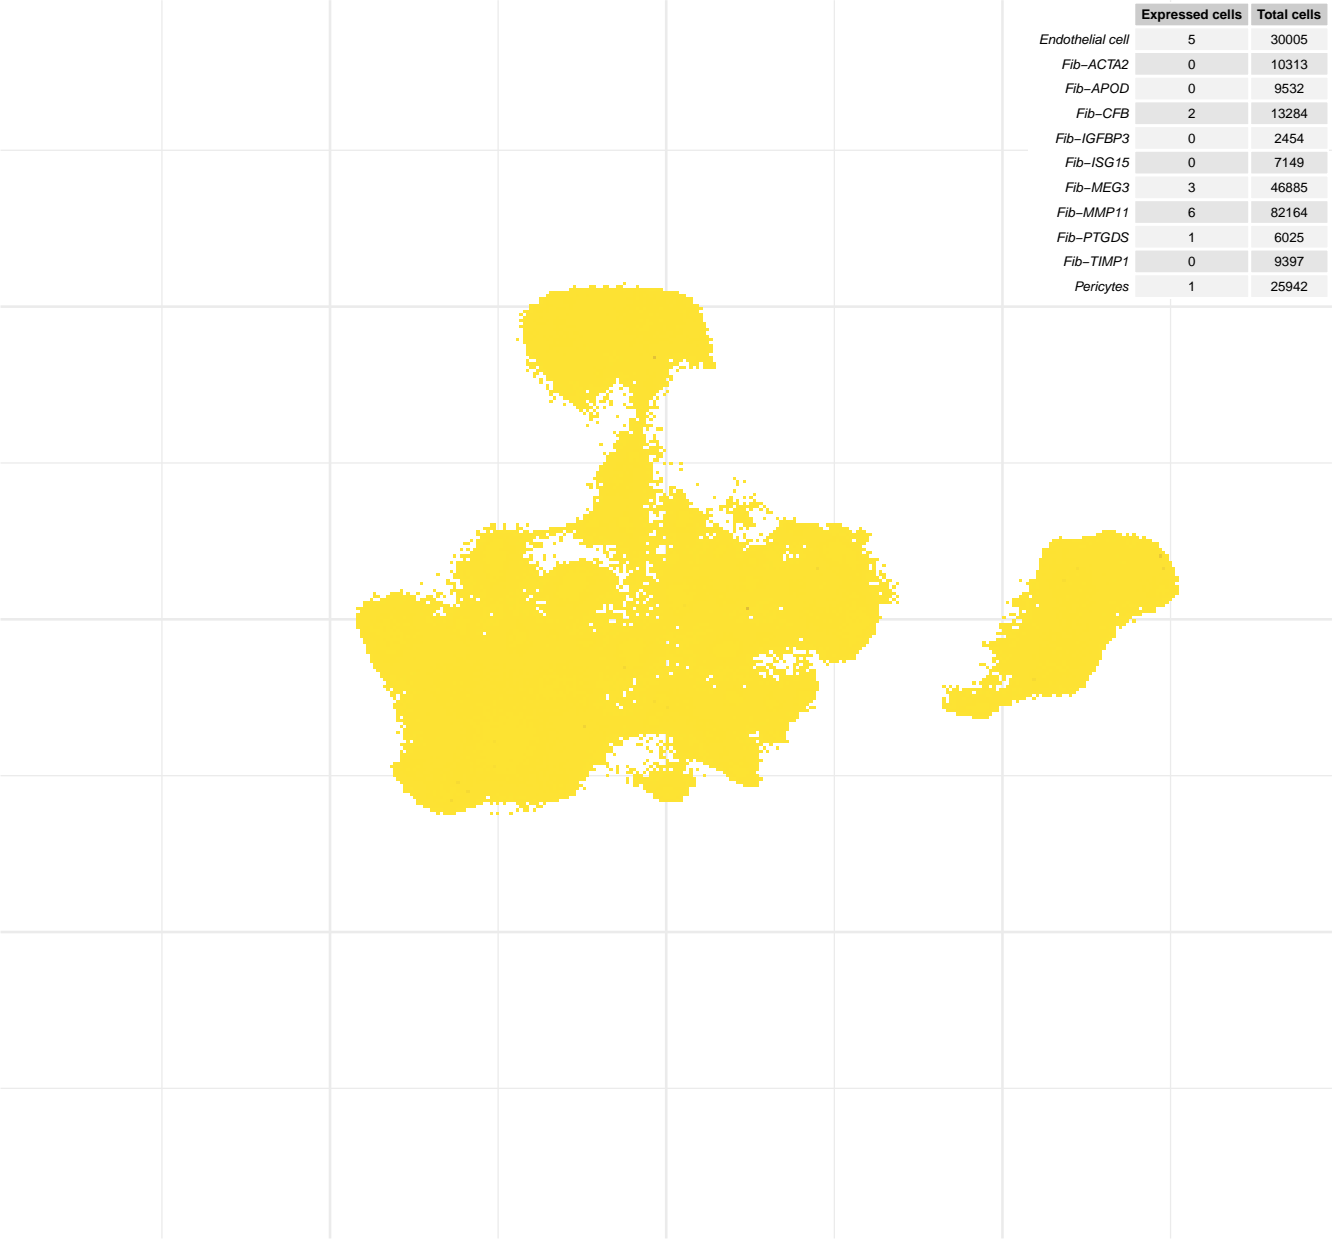 Expressed cells Total cells
Endothelial cell 5 30005
Fib−ACTA2 0 10313
Fib−APOD 0 9532
Fib−CFB 2 13284
Fib−IGFBP3 0 2454
Fib−ISG15 0 7149
Fib−MEG3 3 46885
Fib−MMP11 6 82164
Fib−PTGDS 1 6025
Fib−TIMP1 0 9397
Pericytes 1 25942